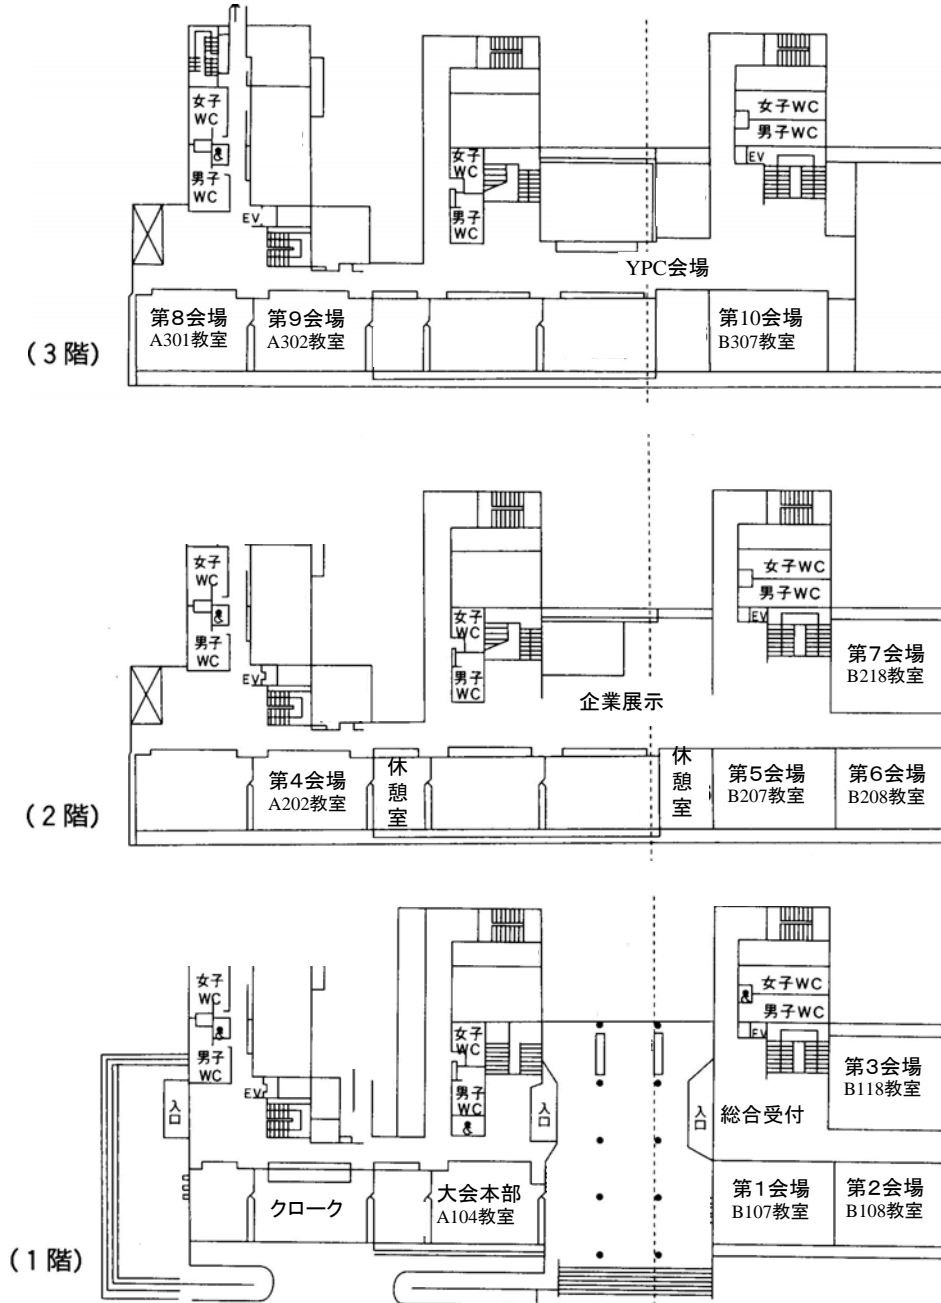 女子
WC
男子
WC
EV
女子
WC
男子
WC
女子WC
男子WC
EV
YPC会場
第8会場
A301教室
第9会場
A302教室
第10会場
B307教室
(3階)
女子
WC
男子
WC
EV
女子
WC
男子
WC
女子WC
男子WC
EV
第7会場
B218教室
企業展示
第4会場
A202教室
休憩室
休憩室
第5会場
B207教室
第6会場
B208教室
(2階)
女子
WC
男子
WC
EV
入口
女子
WC
男子
WC
入口
女子WC
男子WC
EV
入口
総合受付
第3会場
B118教室
クローク
大会本部
A104教室
第1会場
B107教室
第2会場
B108教室
(1階)